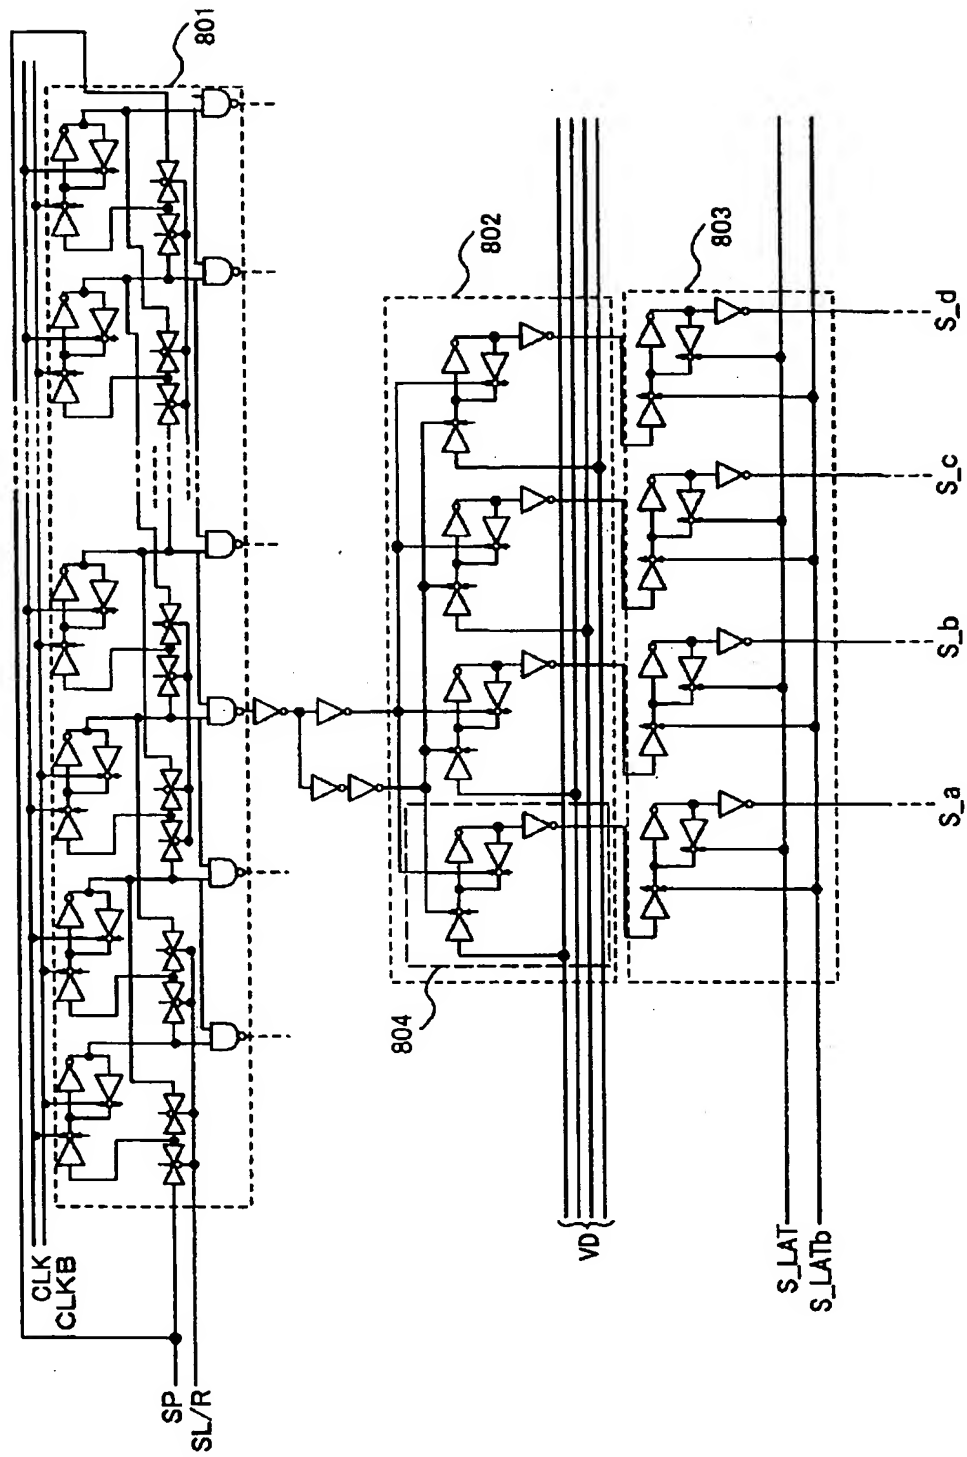 801
CLK
CLKB
SP
SL/R
802
804
VD
803
S_LAT
S_LATb
S_a
S_b
S_c
S_d